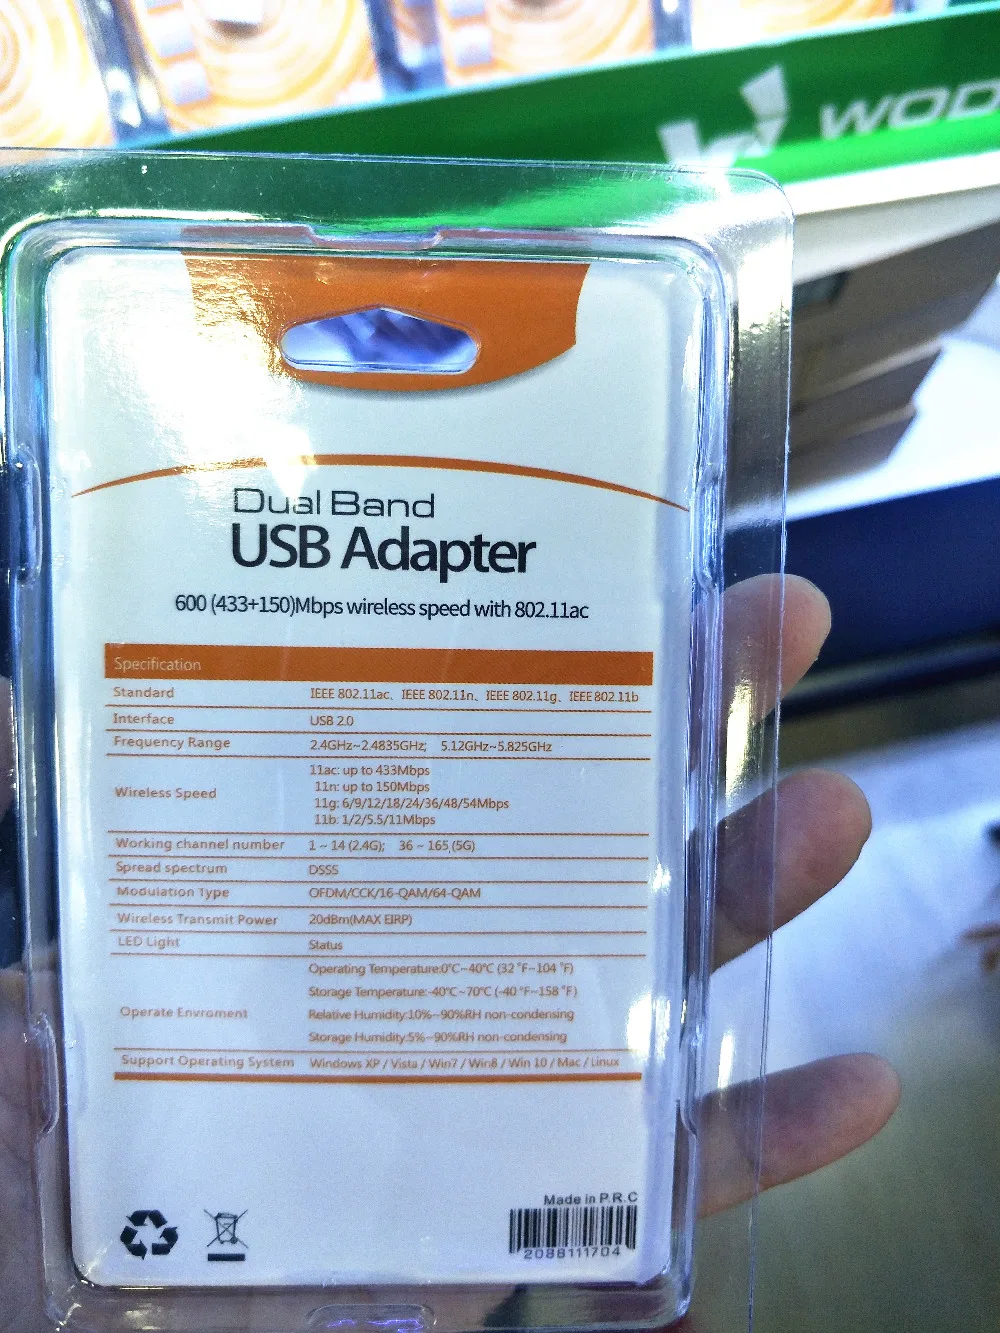 WOD
Dual Band
USB Adapter
600 (433+150)Mbps wireless speed with 802.11ac
Specification
Standard IEEE 802.11ac、IEEE 802.11n、IEEE 802.11g、IEEE 802.11b
Interface USB 2.0
Frequency Range 2.4GHz~2.4835GHz; 5.12GHz~5.825GHz
Wireless Speed
11ac: up to 433Mbps
11n: up to 150Mbps
11g: 6/9/12/18/24/36/48/54Mbps
11b: 1/2/5.5/11Mbps
Working channel number 1 ~ 14 (2.4G); 36 ~ 165,(5G)
Spread spectrum DSSS
Modulation Type OFDM/CCK/16-QAM/64-QAM
Wireless Transmit Power 20dBm(MAX EIRP)
LED Light Status
Operate Envroment
Operating Temperature:0°C~40°C (32 °F~104 °F)
Storage Temperature:-40°C~70°C (-40 °F~158 °F)
Relative Humidity:10%~90%RH non-condensing
Storage Humidity:5%~90%RH non-condensing
Support Operating System Windows XP / Vista / Win7 / Win8 / Win 10 / Mac / Linux
Made in P.R.C
2088111704